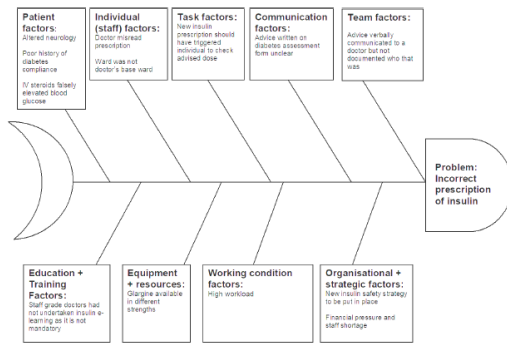 Patient
factors:
Altered neurology
Poor history of
diabetes
compliance
IV steroids falsely
elevated blood
glucose
Individual
(staff) factors:
Doctor misread
prescription
Ward was not
doctor's base ward
Task factors:
New insulin
prescription should
have triggered
individual to check
advised dose
Communication
factors:
Advice written on
diabetes assessment
form unclear
Team factors:
Advice verbally
communicated to a
doctor but not
documented who that
was
Problem:
Incorrect
prescription
of insulin
Education +
Training
Factors:
Staff grade doctors had
not undertaken insulin e-
learning as it is not
mandatory
Equipment
+ resources:
Glargine available
in different
strengths
Working condition
factors:
High workload
Organisational +
strategic factors:
New insulin safety strategy
to be put in place
Financial pressure and
staff shortage